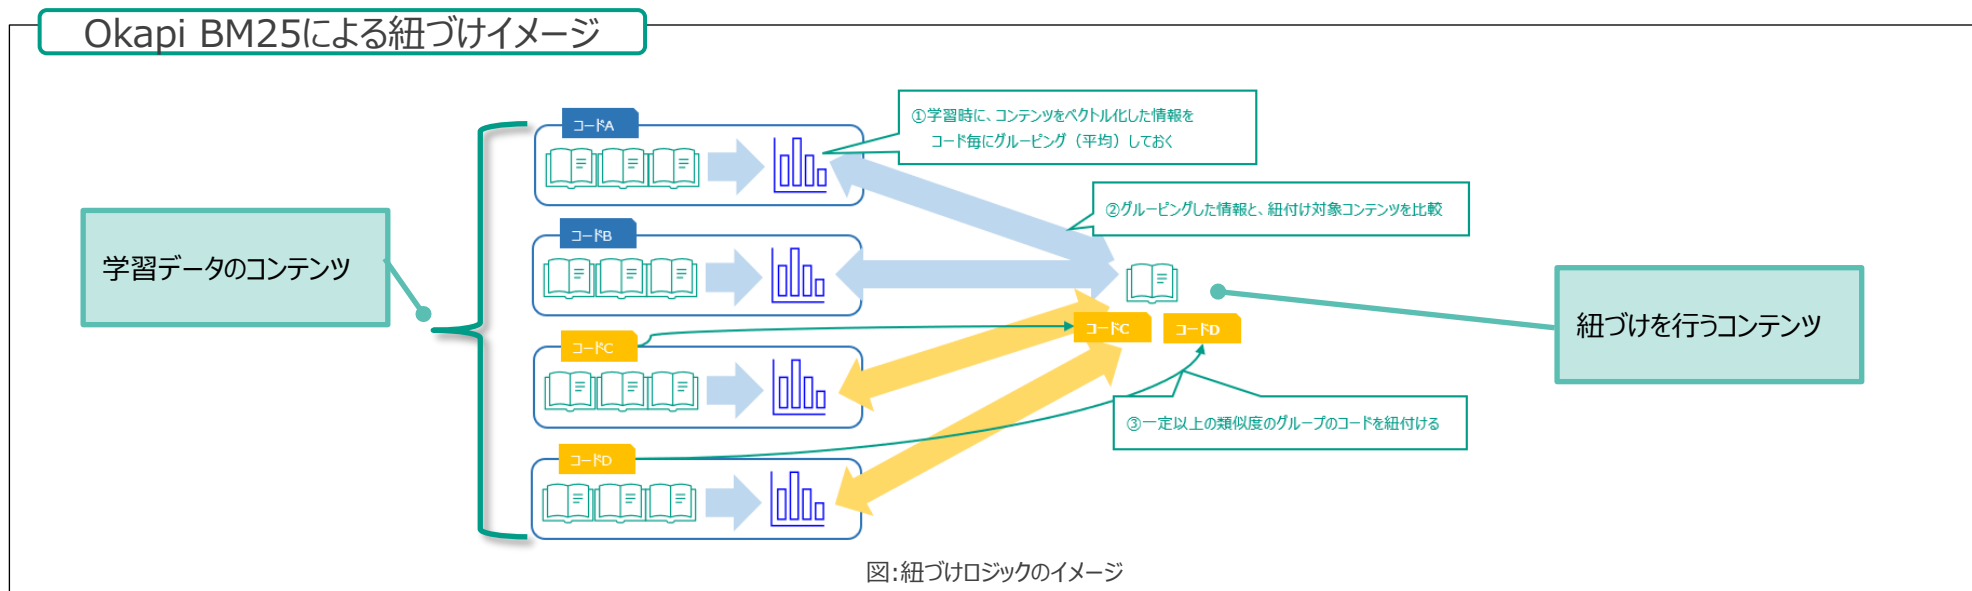 Okapi BM25による紐づけイメージ
学習データのコンテンツ
コードA
コードB
コードC
コードD
①学習時に、コンテンツをベクトル化した情報を
コード毎にグルーピング（平均）しておく
②グルーピングした情報と、紐付け対象コンテンツを比較
コードC
コードD
③一定以上の類似度のグループのコードを紐付ける
紐づけを行うコンテンツ
図:紐づけロジックのイメージ